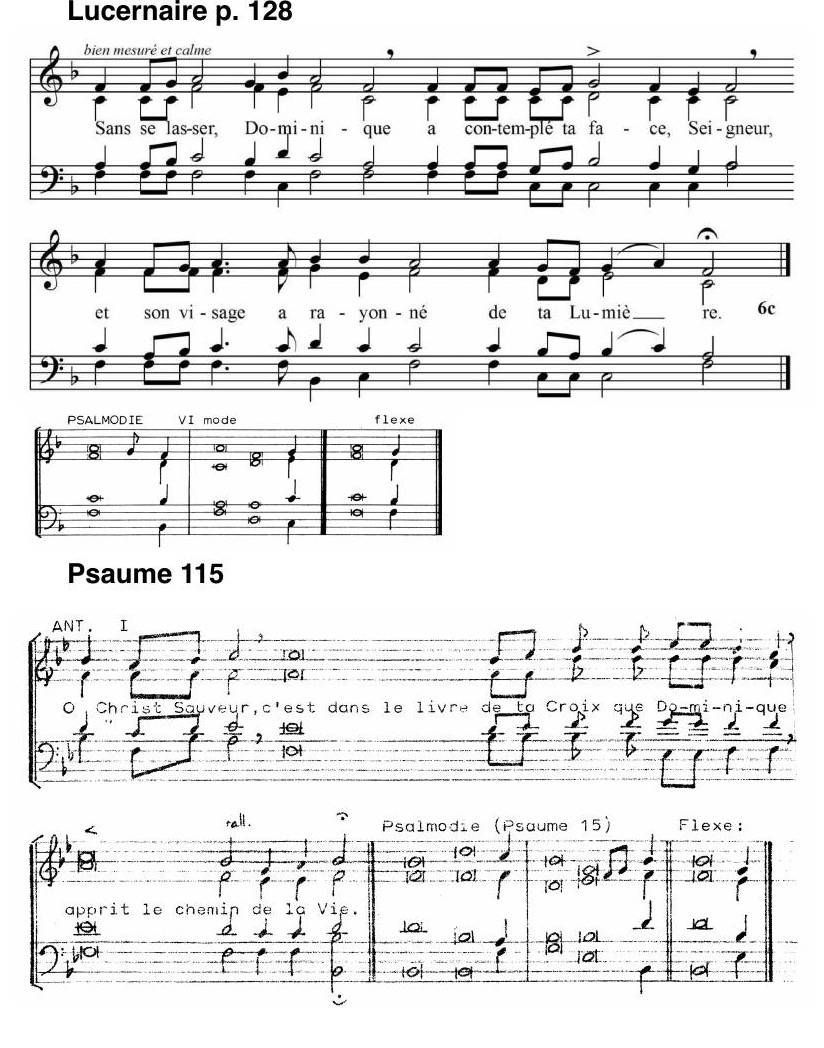 Lucernaire p. 128
bien mesuré et calme
Sans se las-ser, Do-mi-ni - que a con-tem-plé ta fa - ce, Sei-gneur,
et son vi-sage a ra - yon-né de ta Lu-miè___ re. 6c
PSALMODIE VI mode flexe
Psaume 115
ANT. I
O Christ Sauveur, c'est dans le livre de ta Croix que Do-mi-ni-que
rall.
Psalmodie (Psaume 15) Flexe:
apprit le chemin de la Vie.